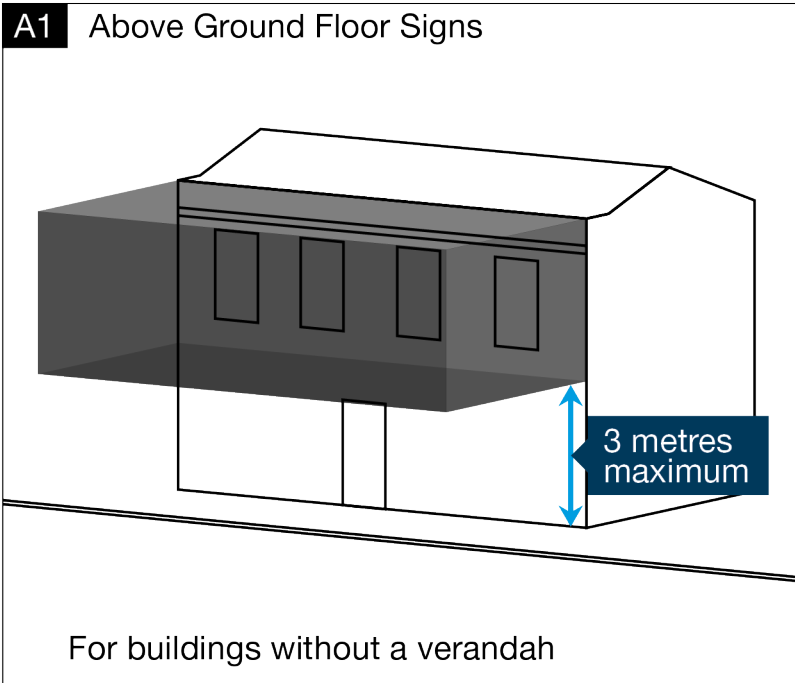 A1 Above Ground Floor Signs
3 metres
maximum
For buildings without a verandah